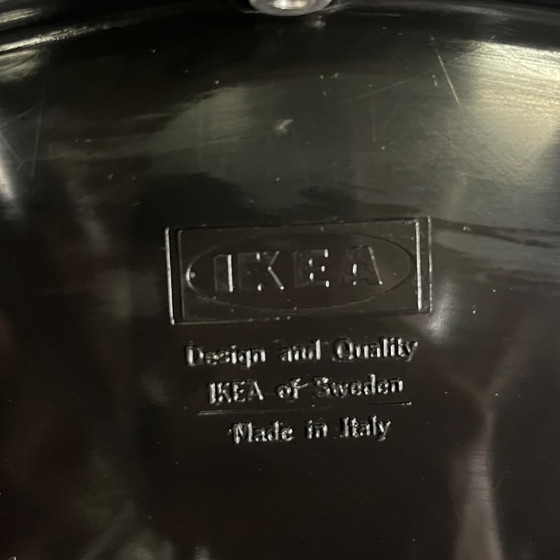 IKEA
Design and Quality
IKEA of Sweden
Made in Italy